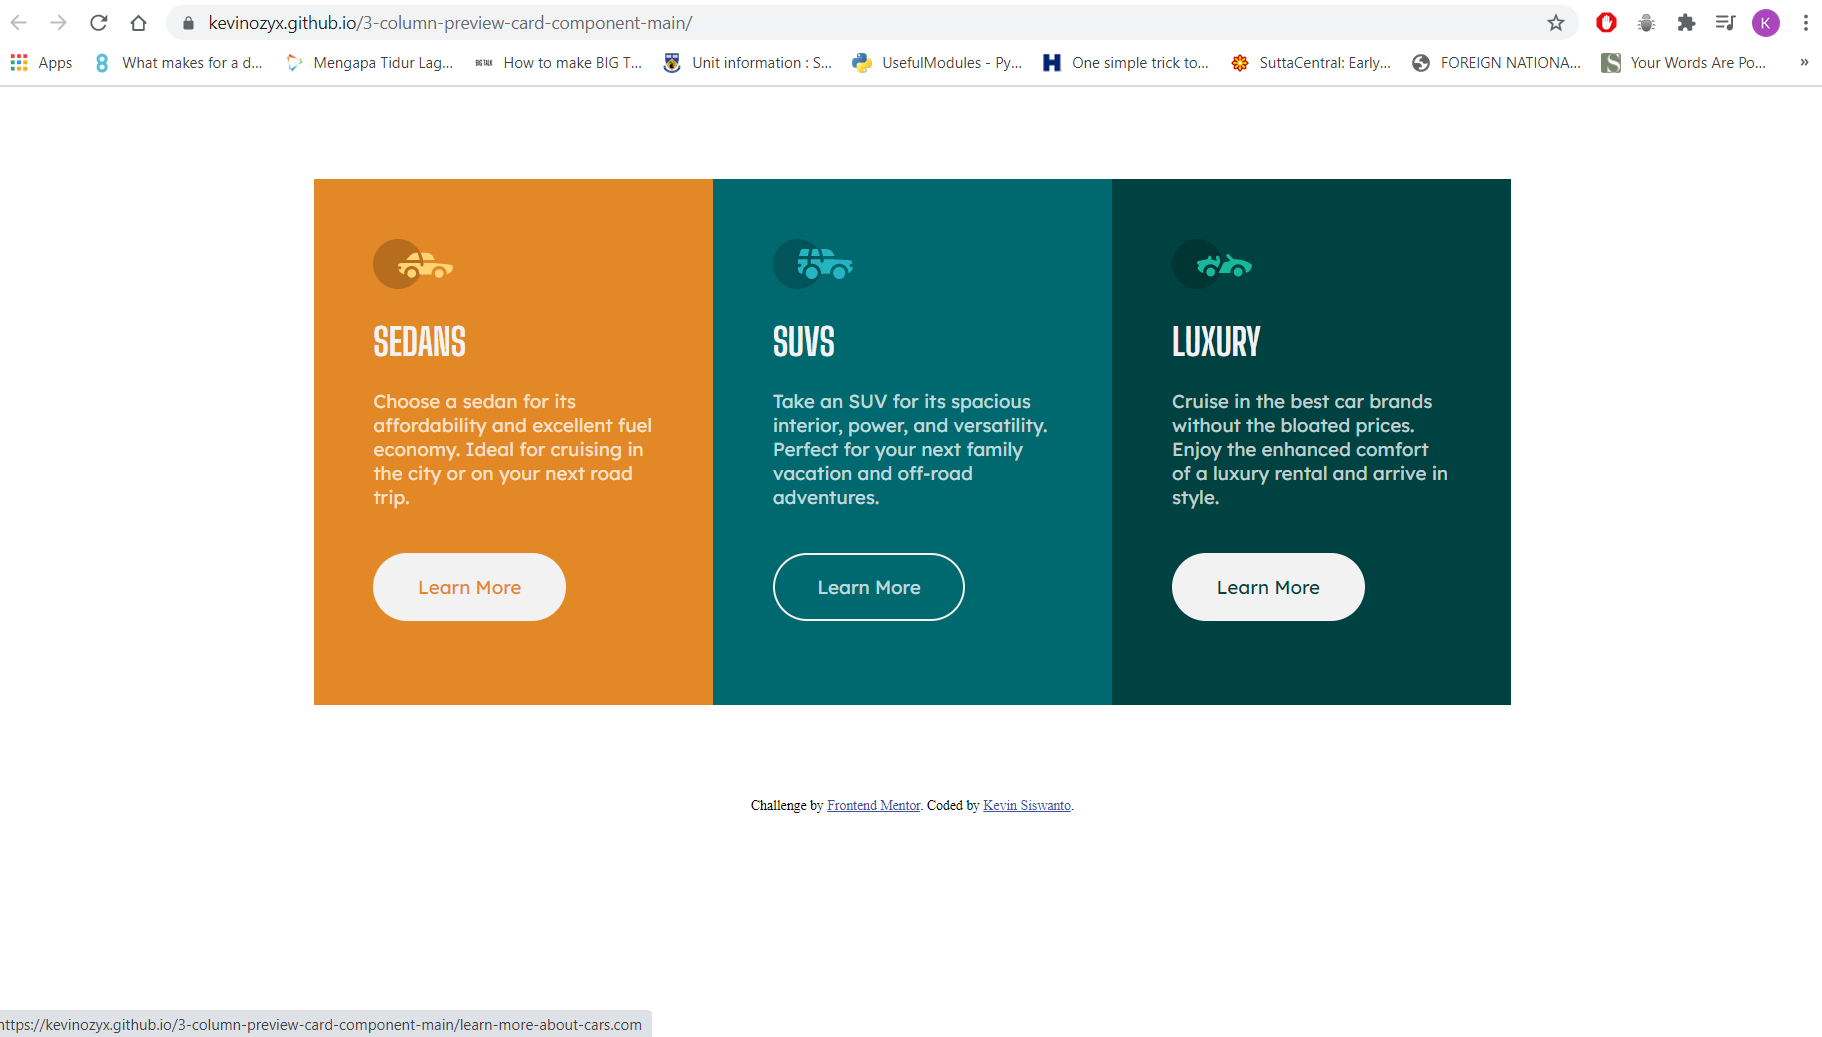 kevinozyx.github.io/3-column-preview-card-component-main/
K
Apps
What makes for a d...
Mengapa Tidur Lag...
BIG TALK
How to make BIG T...
Unit information : S...
UsefulModules - Py...
One simple trick to...
SuttaCentral: Early...
FOREIGN NATIONA...
Your Words Are Po...
»
SEDANS
Choose a sedan for its
affordability and excellent fuel
economy. Ideal for cruising in
the city or on your next road
trip.
Learn More
SUVS
Take an SUV for its spacious
interior, power, and versatility.
Perfect for your next family
vacation and off-road
adventures.
Learn More
LUXURY
Cruise in the best car brands
without the bloated prices.
Enjoy the enhanced comfort
of a luxury rental and arrive in
style.
Learn More
Challenge by Frontend Mentor. Coded by Kevin Siswanto.
https://kevinozyx.github.io/3-column-preview-card-component-main/learn-more-about-cars.com